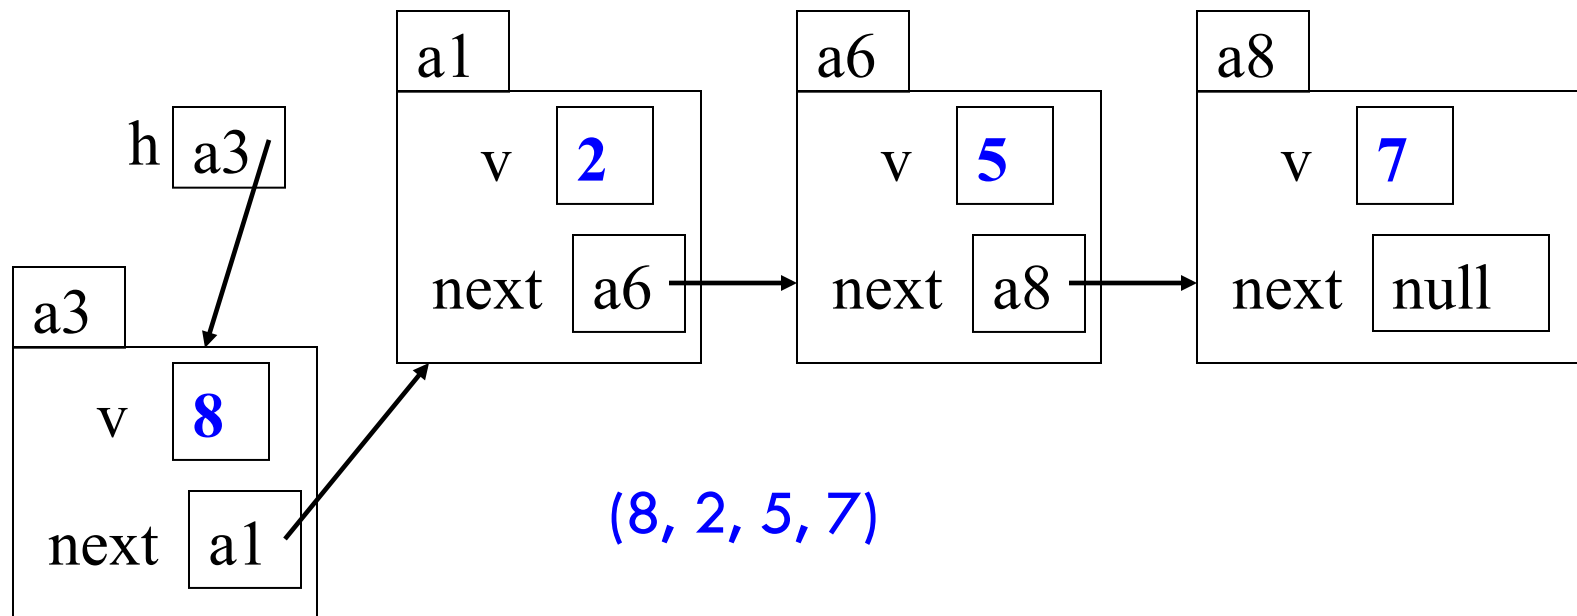 h a3
a3
v 8
next a1
a1
v 2
next a6
a6
v 5
next a8
a8
v 7
next null
(8, 2, 5, 7)